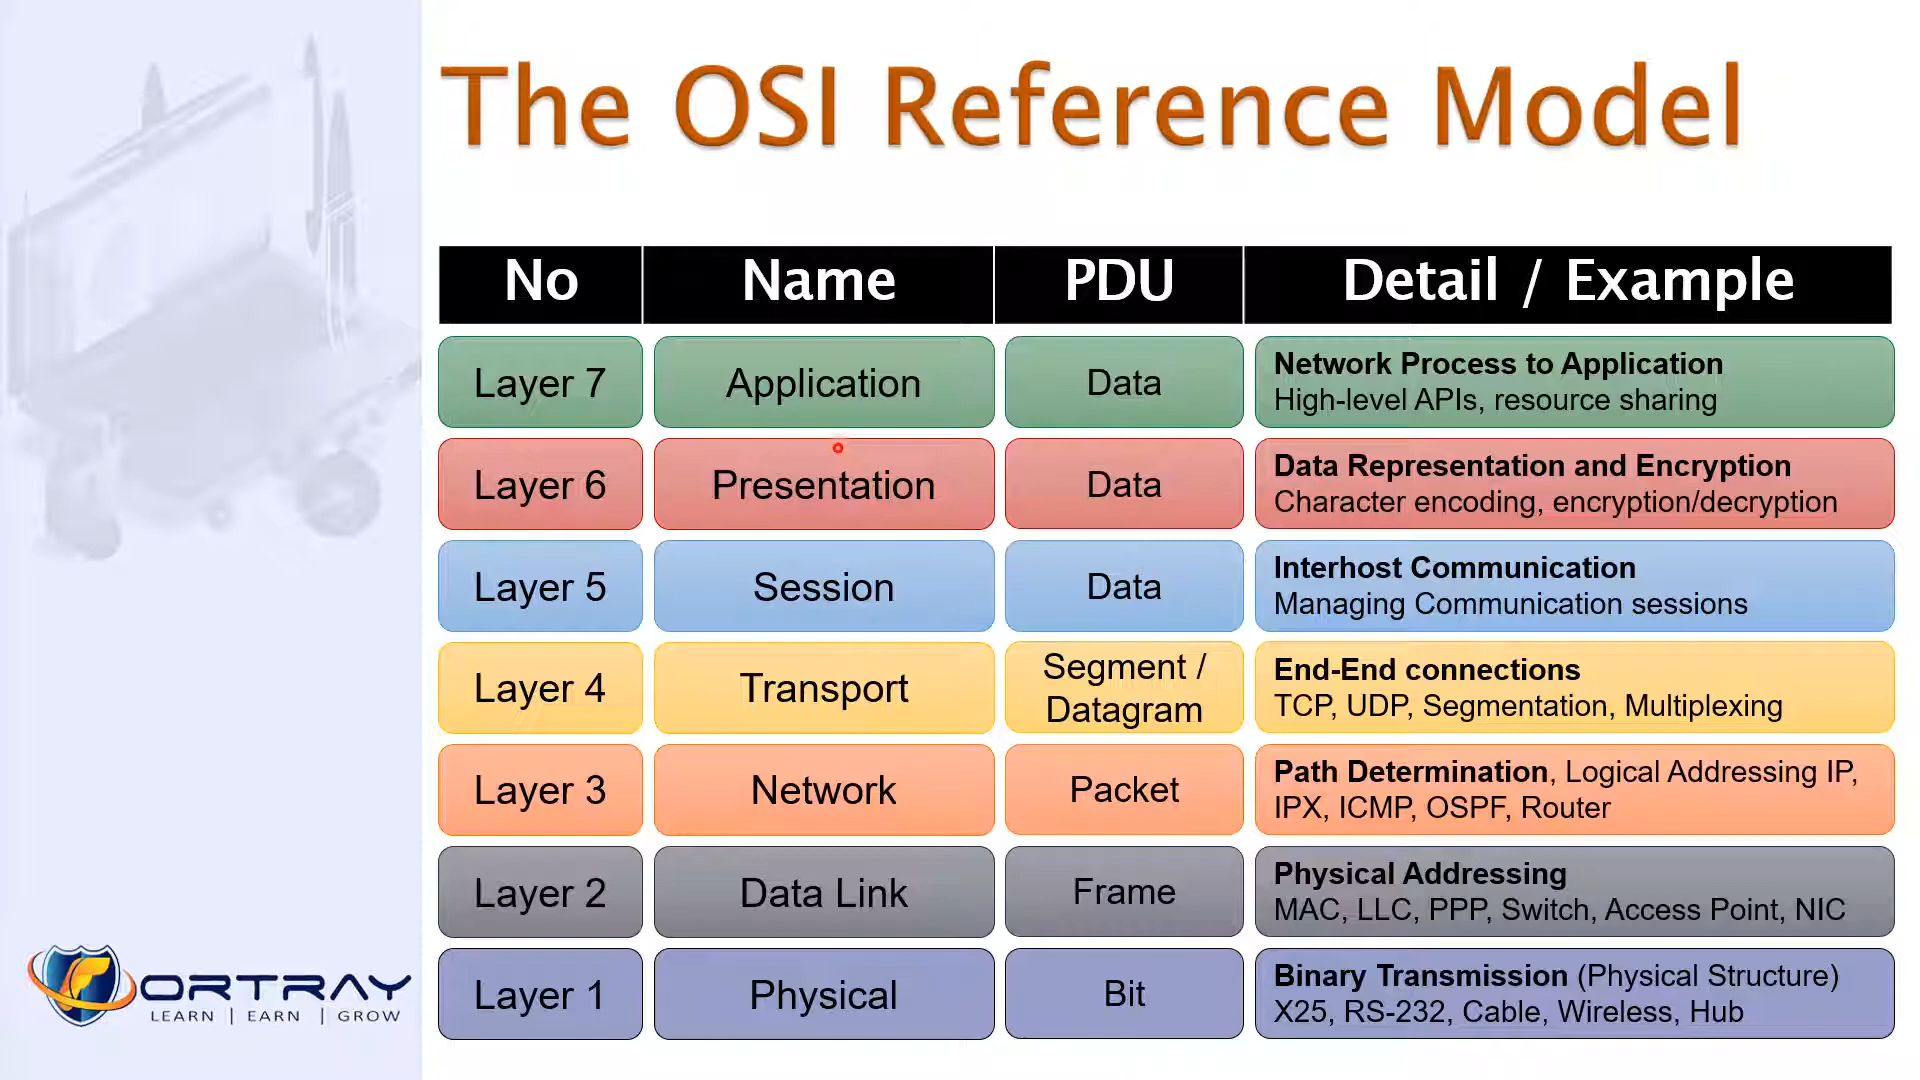 The OSI Reference Model
No Name PDU Detail / Example
Layer 7 Application Data Network Process to Application
High-level APIs, resource sharing
Layer 6 Presentation Data Data Representation and Encryption
Character encoding, encryption/decryption
Layer 5 Session Data Interhost Communication
Managing Communication sessions
Layer 4 Transport Segment / Datagram End-End connections
TCP, UDP, Segmentation, Multiplexing
Layer 3 Network Packet Path Determination, Logical Addressing IP,
IPX, ICMP, OSPF, Router
Layer 2 Data Link Frame Physical Addressing
MAC, LLC, PPP, Switch, Access Point, NIC
Layer 1 Physical Bit Binary Transmission (Physical Structure)
X25, RS-232, Cable, Wireless, Hub
FORTRAY
LEARN | EARN | GROW